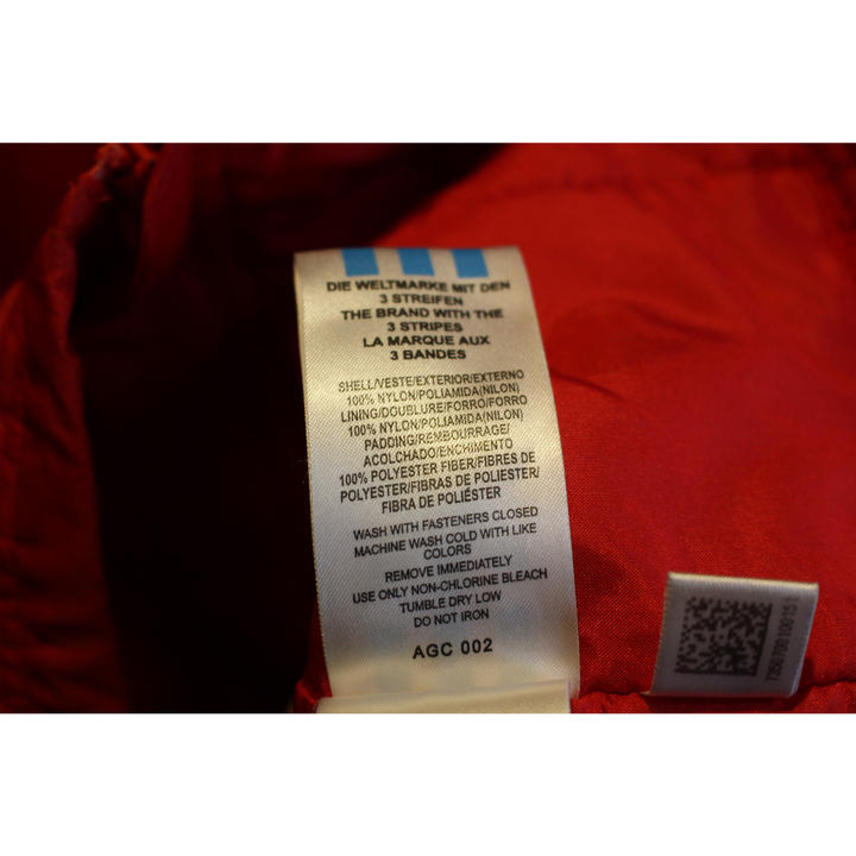 DIE WELTMARKE MIT DEN
3 STREIFEN
THE BRAND WITH THE
3 STRIPES
LA MARQUE AUX
3 BANDES
SHELL/VESTE/EXTERIOR/EXTERNO
100% NYLON/POLIAMIDA(NILON)
LINING/DOUBLURE/FORRO/FORRO
100% NYLON/POLIAMIDA(NILON)
PADDING/REMBOURRAGE/
ACOLCHADO/ENCHIMENTO
100% POLYESTER FIBER/FIBRES DE
POLYESTER/FIBRAS DE POLIESTER/
FIBRA DE POLIÉSTER
WASH WITH FASTENERS CLOSED
MACHINE WASH COLD WITH LIKE
COLORS
REMOVE IMMEDIATELY
USE ONLY NON-CHLORINE BLEACH
TUMBLE DRY LOW
DO NOT IRON
AGC 002